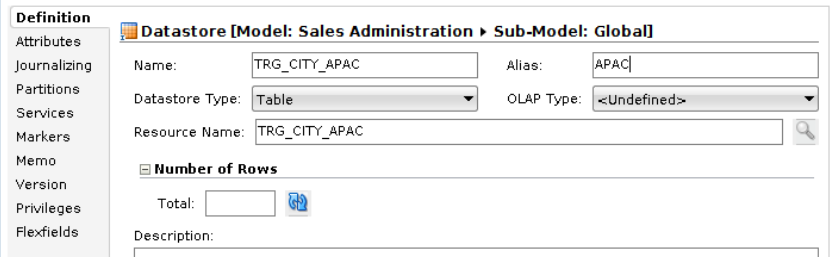 Definition
Attributes
Journalizing
Partitions
Services
Markers
Memo
Version
Privileges
Flexfields
Datastore [Model: Sales Administration ▸ Sub-Model: Global]
Name: TRG_CITY_APAC Alias: APAC
Datastore Type: Table OLAP Type: <Undefined>
Resource Name: TRG_CITY_APAC
Number of Rows
Total:
Description: